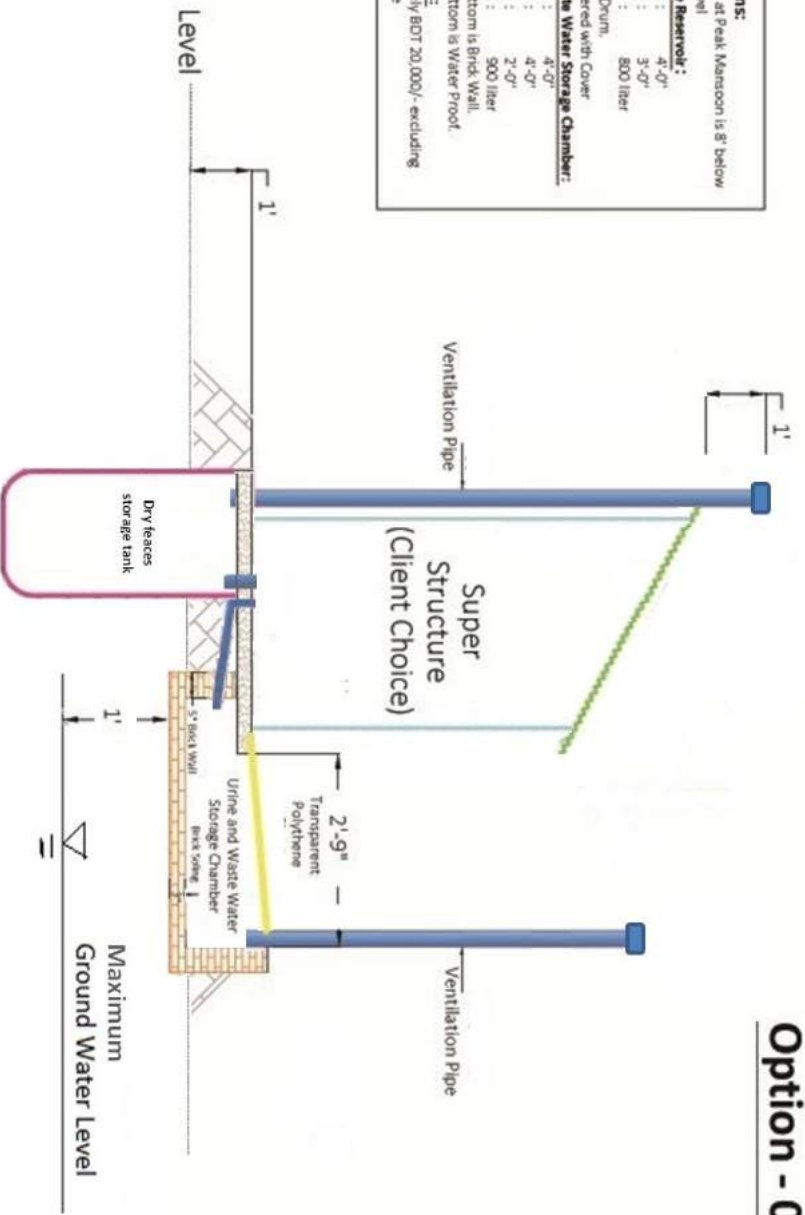 Option -
ns:
at Peak Mansoon is 8' below
vel
Reservoir :
: 4'-0"
: 3'-0"
: 800 liter
Drum.
ered with Cover
te Water Storage Chamber:
: 4'-0"
: 4'-0"
: 2'-0"
: 900 liter
ttom is Brick Wall.
ttom is Water Proof.
ly BDT 20,000/- excluding
1'
Ventilation Pipe
Super
Structure
(Client Choice)
Ventilation Pipe
2'-9"
Transparent
Polythene
1'
Level
Dry feaces
storage tank
Urine and Waste Water
Storage Chamber
5" Brick Wall
Brick Soling
1'
Maximum
Ground Water Level